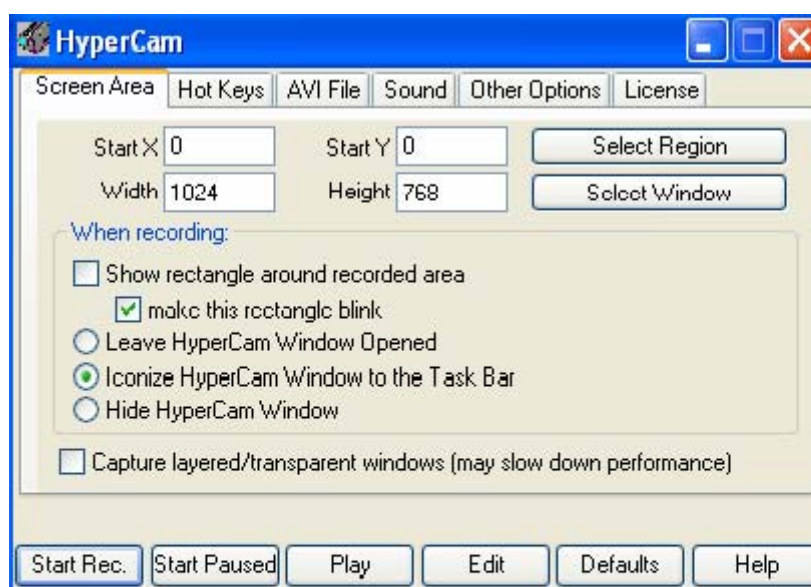 HyperCam
Screen Area Hot Keys AVI File Sound Other Options License
Start X 0 Start Y 0 Select Region
Width 1024 Height 768 Select Window
When recording:
Show rectangle around recorded area
make this rectangle blink
Leave HyperCam Window Opened
Iconize HyperCam Window to the Task Bar
Hide HyperCam Window
Capture layered/transparent windows (may slow down performance)
Start Rec. Start Paused Play Edit Defaults Help